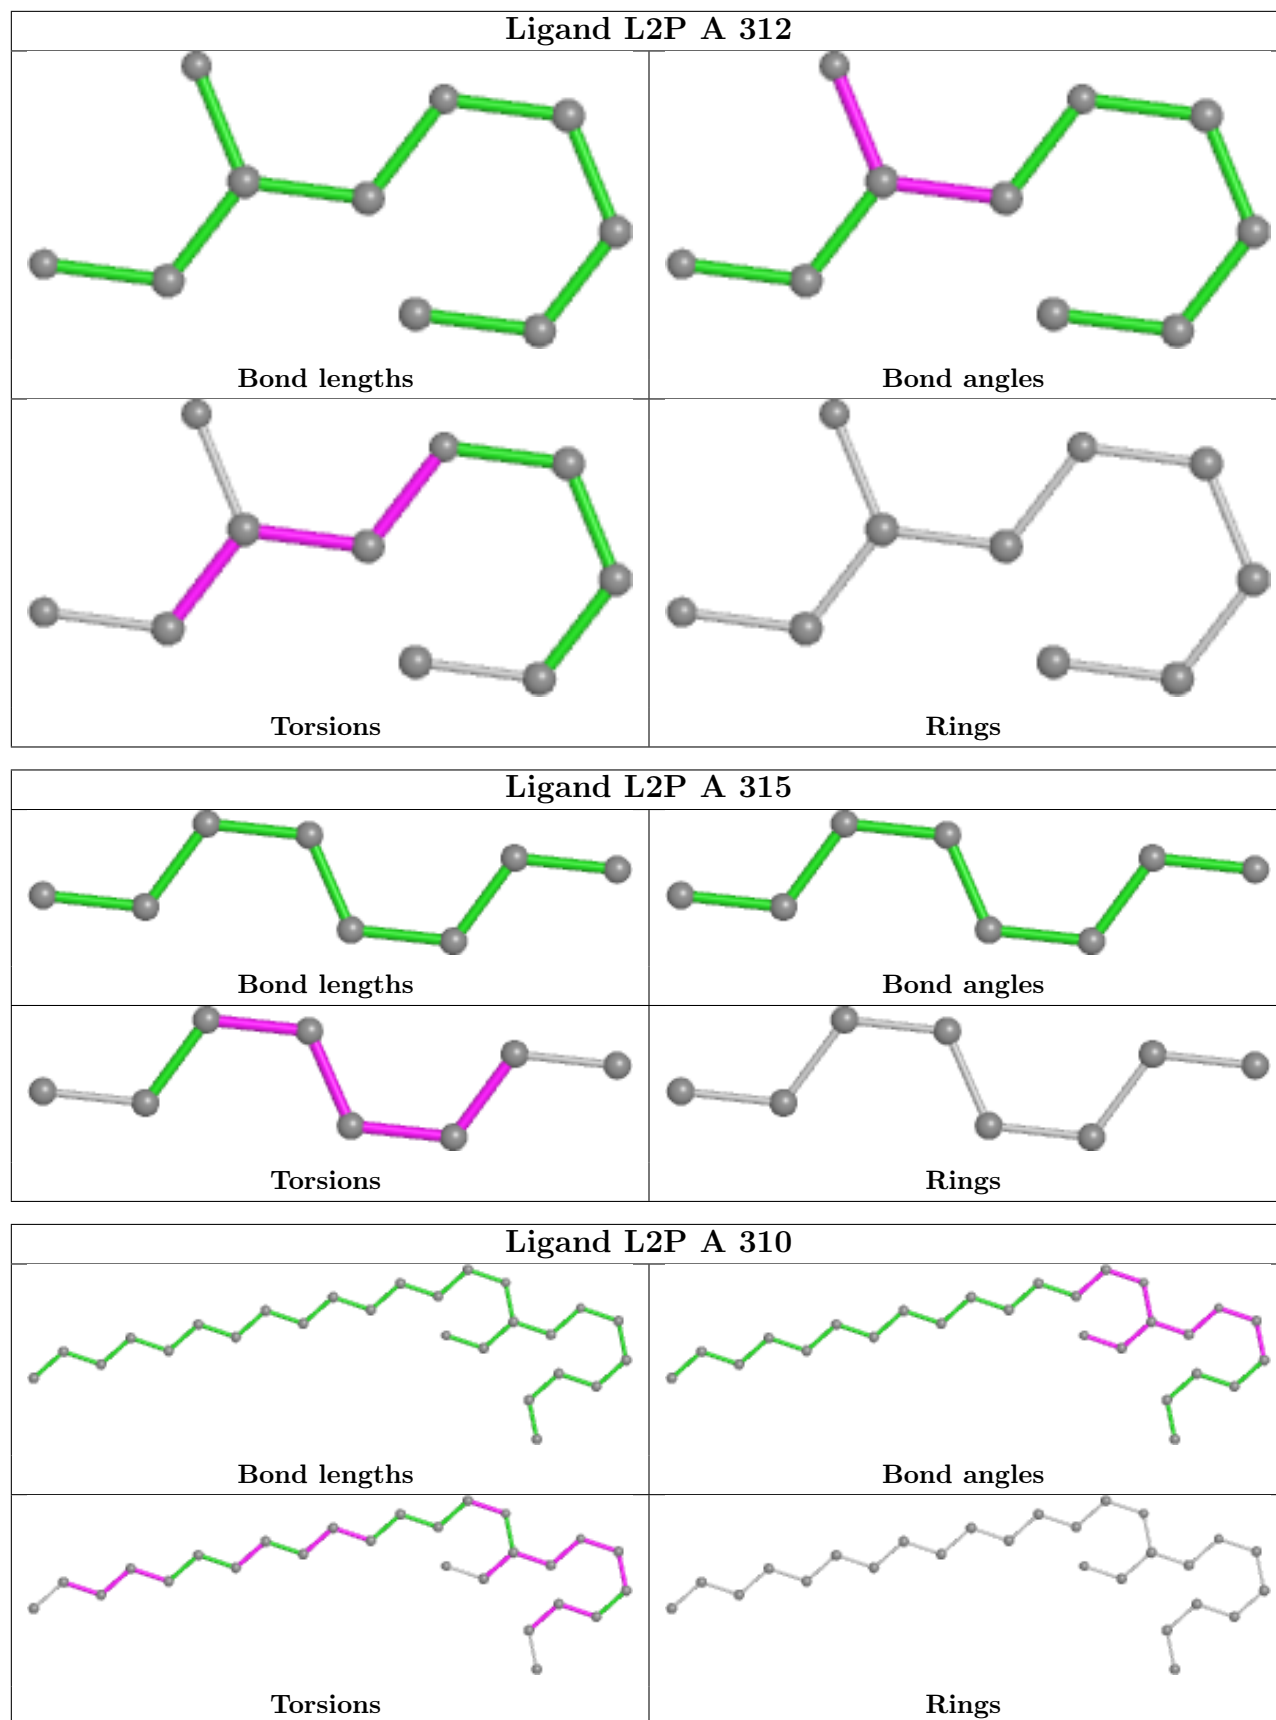 Ligand L2P A 312
Bond lengths
Bond angles
Torsions
Rings
Ligand L2P A 315
Bond lengths
Bond angles
Torsions
Rings
Ligand L2P A 310
Bond lengths
Bond angles
Torsions
Rings